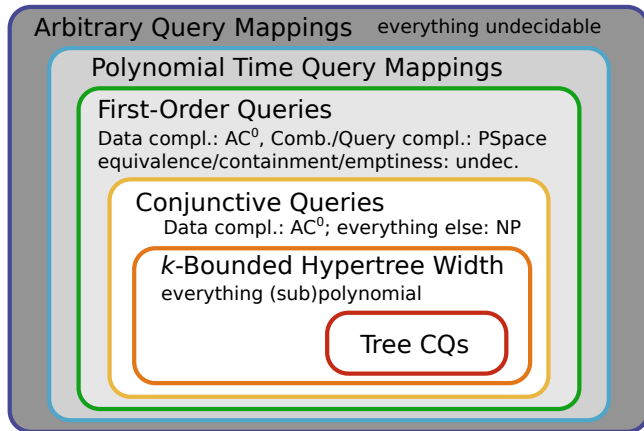 Arbitrary Query Mappings everything undecidable
Polynomial Time Query Mappings
First-Order Queries
Data compl.: AC⁰, Comb./Query compl.: PSpace
equivalence/containment/emptiness: undec.
Conjunctive Queries
Data compl.: AC⁰; everything else: NP
k-Bounded Hypertree Width
everything (sub)polynomial
Tree CQs